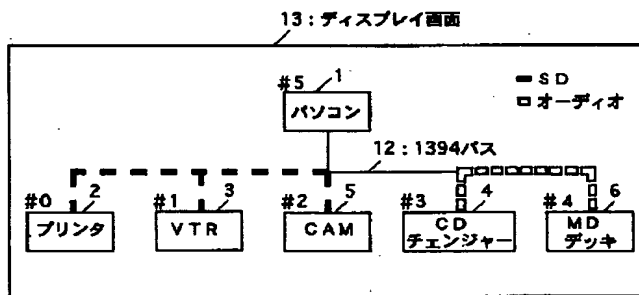 13：ディスプレイ画面
#5 1
パソコン
SD
オーディオ
12：1394バス
#0 2
プリンタ
#1 3
VTR
#2 5
CAM
#3 4
CD
チェンジャー
#4 6
MD
デッキ